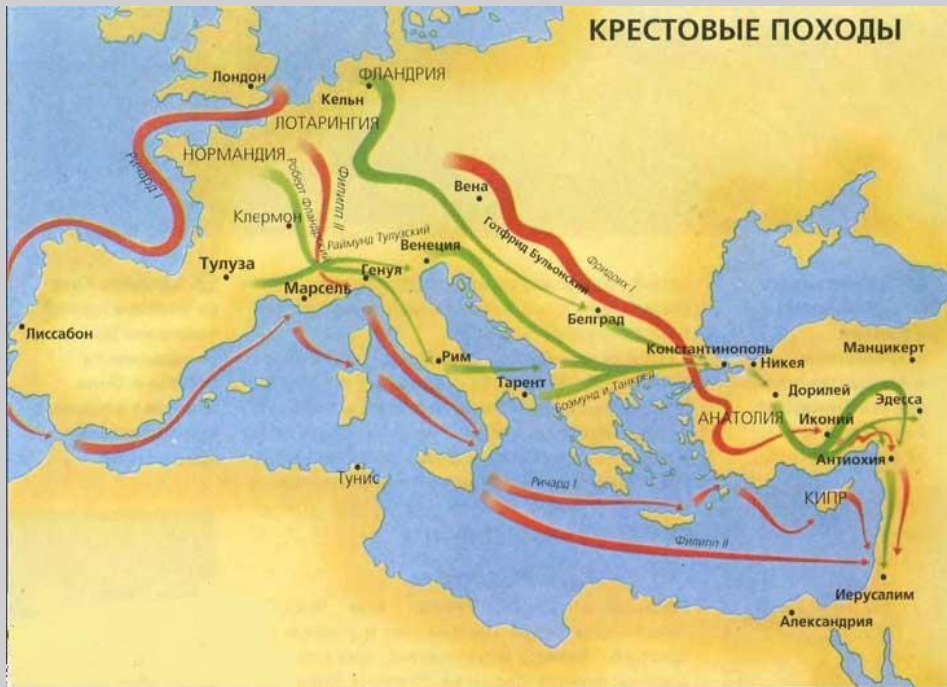 КРЕСТОВЫЕ ПОХОДЫ
Лондон
ФЛАНДРИЯ
Кельн
ЛОТАРИНГИЯ
НОРМАНДИЯ
Ричард I
Роберт Фландрский
Филипп II
Вена
Клермон
Раймунд Тулузский
Венеция
Готфрид Бульонский
Фридрих I
Тулуза
Генуя
Марсель
Белград
Лиссабон
Рим
Константинополь
Никея
Манцикерт
Тарент
Боэмунд и Танкред
Дорилей
Эдесса
АНАТОЛИЯ
Иконий
Антиохия
Тунис
Ричард I
КИПР
Филипп II
Иерусалим
Александрия